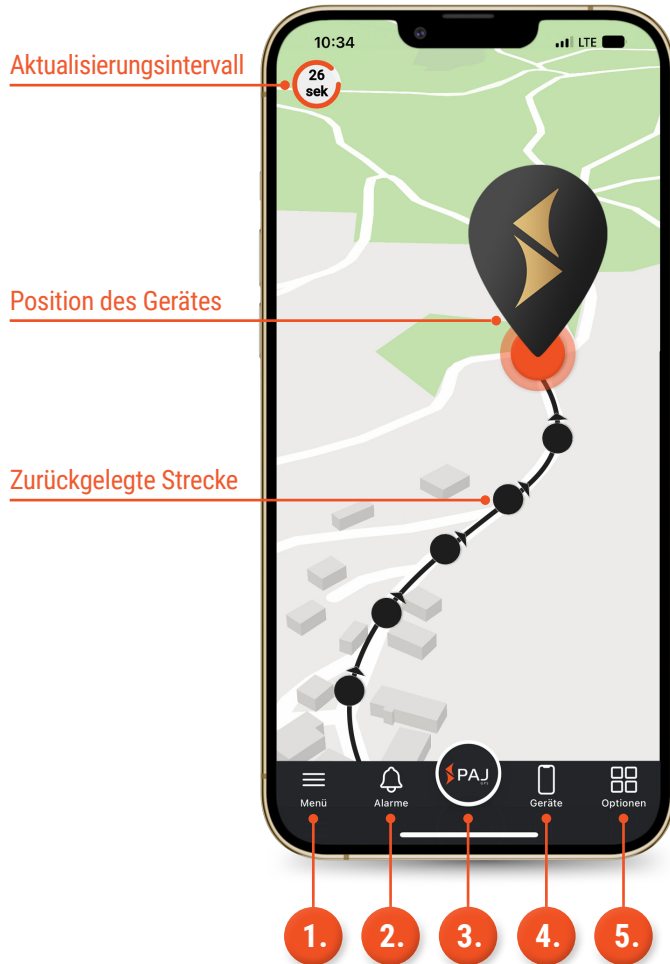 10:34
LTE
Aktualisierungsintervall
26
sek
Position des Gerätes
Zurückgelegte Strecke
PAJ
GPS
Menü
Alarme
Geräte
Optionen
1.
2.
3.
4.
5.